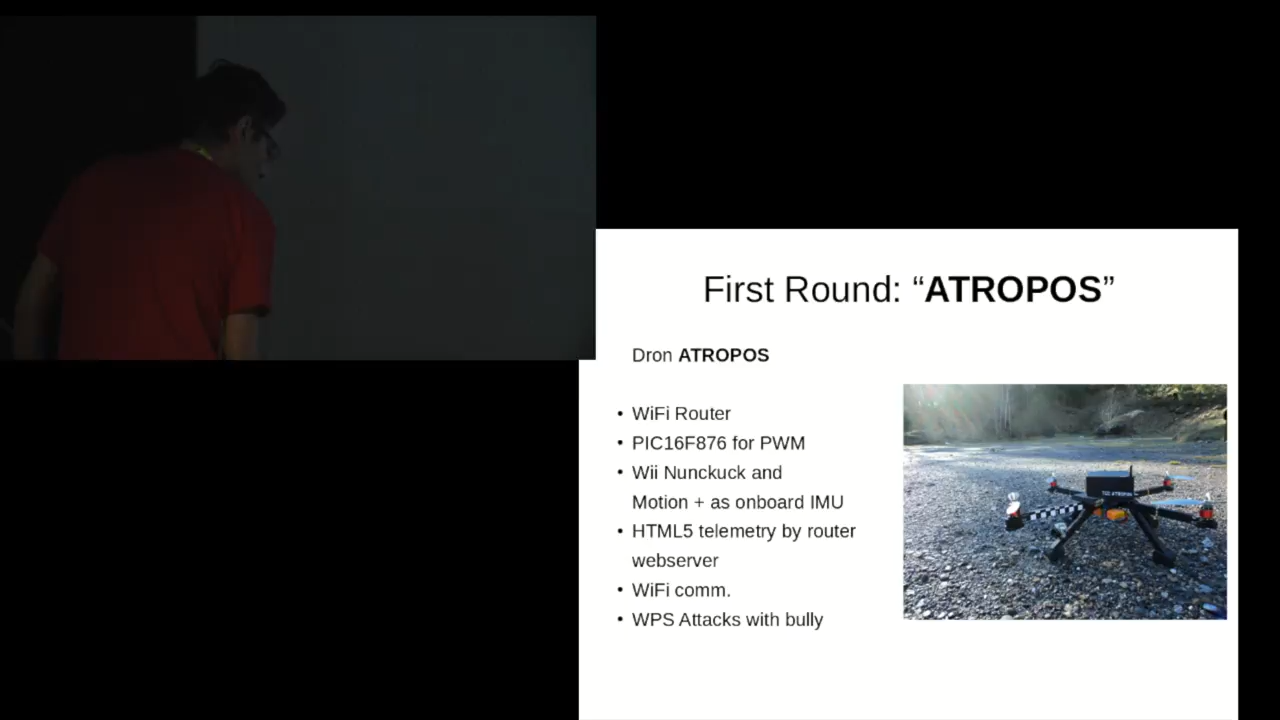 First Round: “ATROPOS”
Dron ATROPOS
• WiFi Router
• PIC16F876 for PWM
• Wii Nunckuck and
Motion + as onboard IMU
• HTML5 telemetry by router
webserver
• WiFi comm.
• WPS Attacks with bully